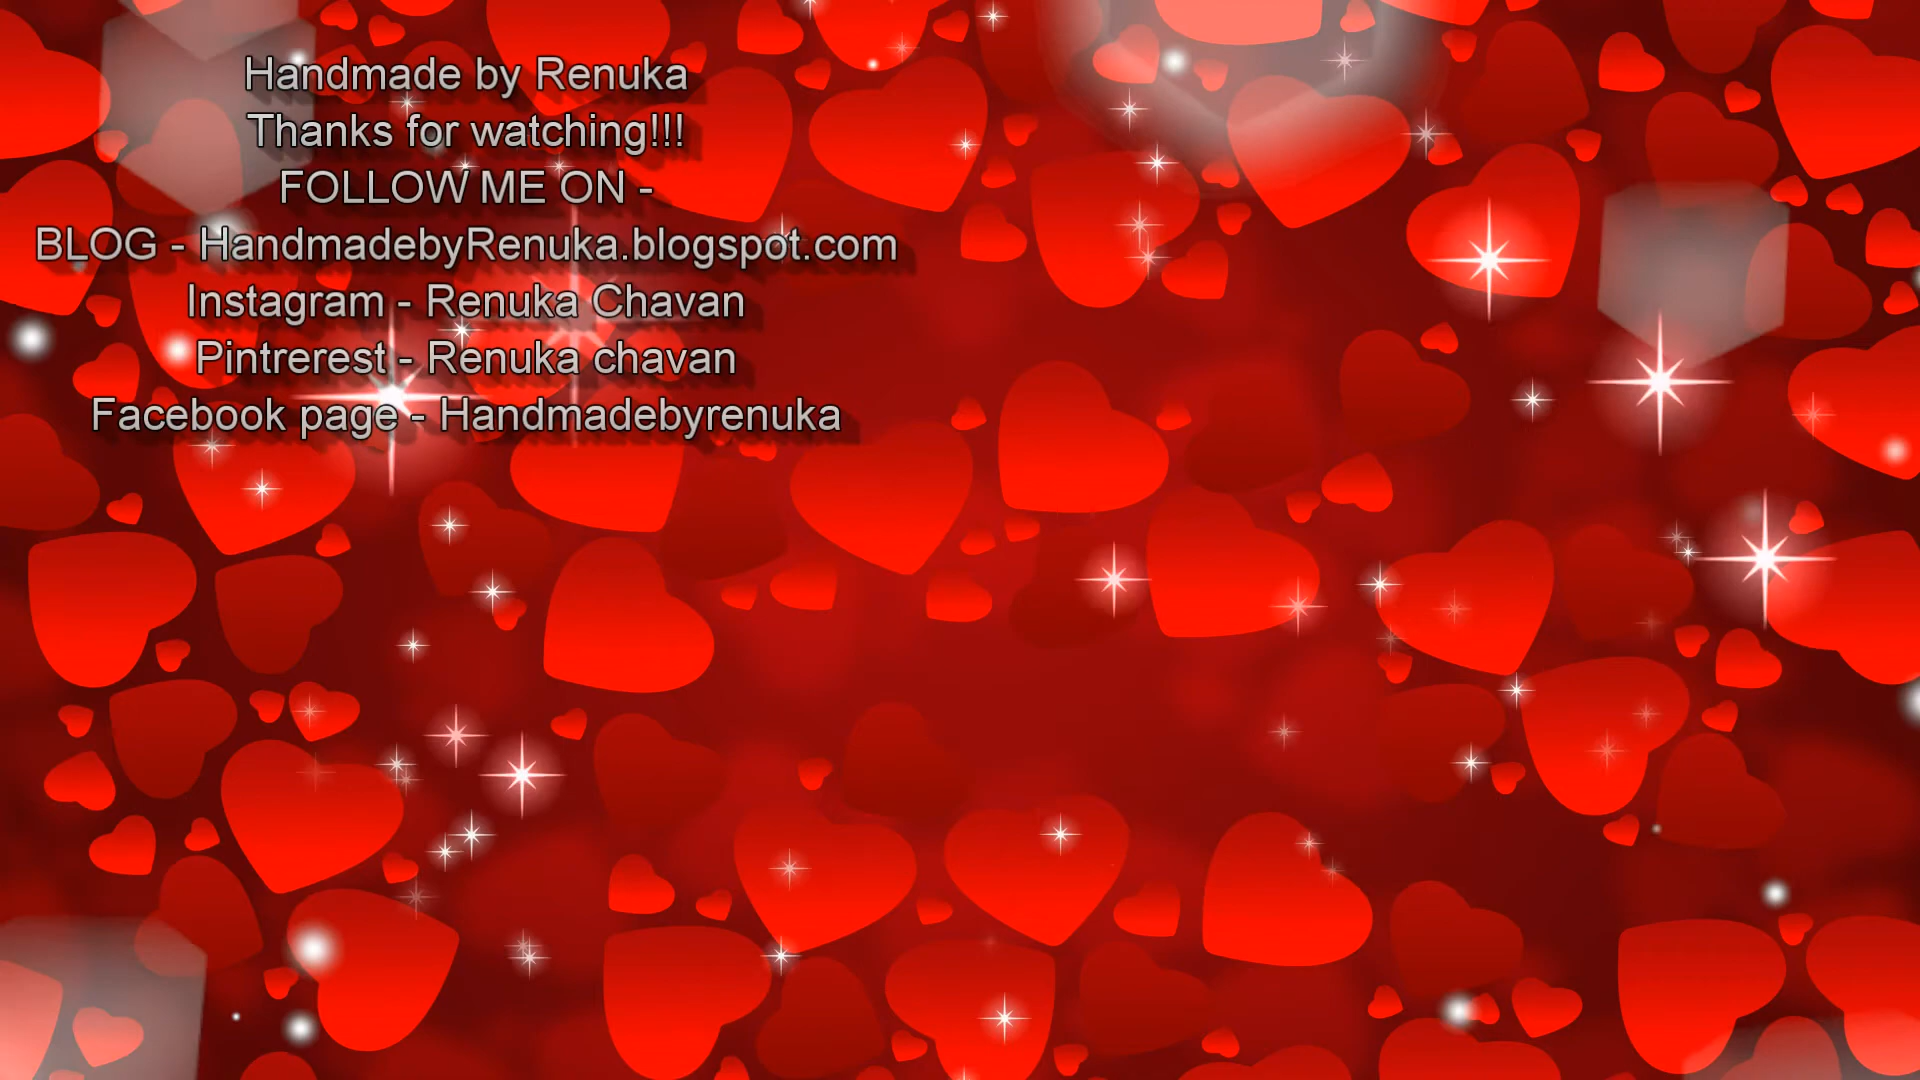 Handmade by Renuka
Thanks for watching!!!
FOLLOW ME ON -
BLOG - HandmadebyRenuka.blogspot.com
Instagram - Renuka Chavan
Pintrerest - Renuka chavan
Facebook page - Handmadebyrenuka